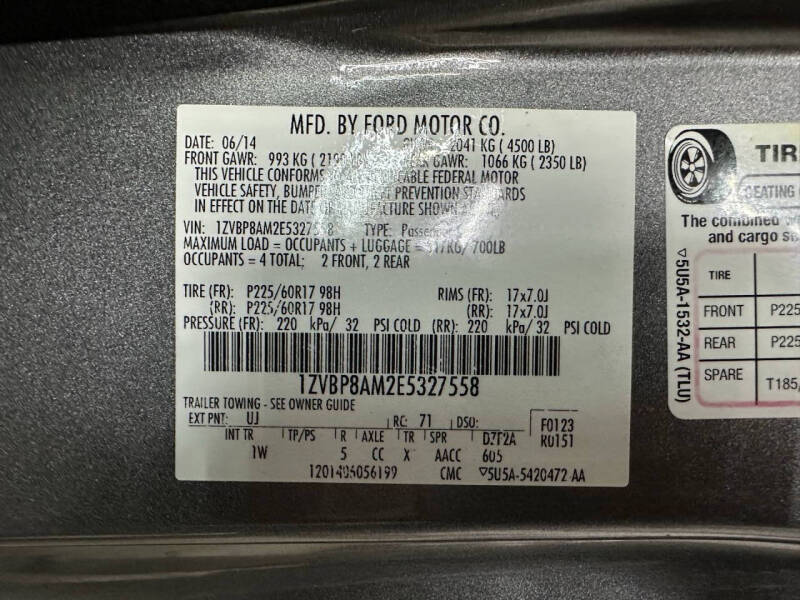 MFD. BY FORD MOTOR CO.
DATE: 06/14 2041 KG ( 4500 LB)
FRONT GAWR: 993 KG ( GAWR: 1066 KG ( 2350 LB)
THIS VEHICLE CONFORMS TO FEDERAL MOTOR
VEHICLE SAFETY, PREVENTION STANDARDS
IN EFFECT ON THE DATE SHOWN
VIN: 1ZVBP8AM2E5327558 TYPE:
MAXIMUM LOAD = OCCUPANTS + LUGGAGE = 317KG/ 700LB
OCCUPANTS = 4 TOTAL; 2 FRONT, 2 REAR
TIRE (FR): P225/60R17 98H RIMS (FR): 17x7.0J
(RR): P225/60R17 98H (RR): 17x7.0J
PRESSURE (FR): 220 kPa/ 32 PSI COLD (RR): 220 kPa/ 32 PSI COLD
1ZVBP8AM2E5327558
TRAILER TOWING - SEE OWNER GUIDE
EXT PNT: UJ RC: 71 DSO: F0123
R0151
INT TR TP/PS R AXLE TR SPR
1W 5 CC X AACC 605
1201406056199 CMC ▽5U5A-5420472-AA
TIR
SEATING
The combined w
and cargo s
▽5U5A-1532-AA (TLU)
TIRE
FRONT P225
REAR P225
SPARE T185/